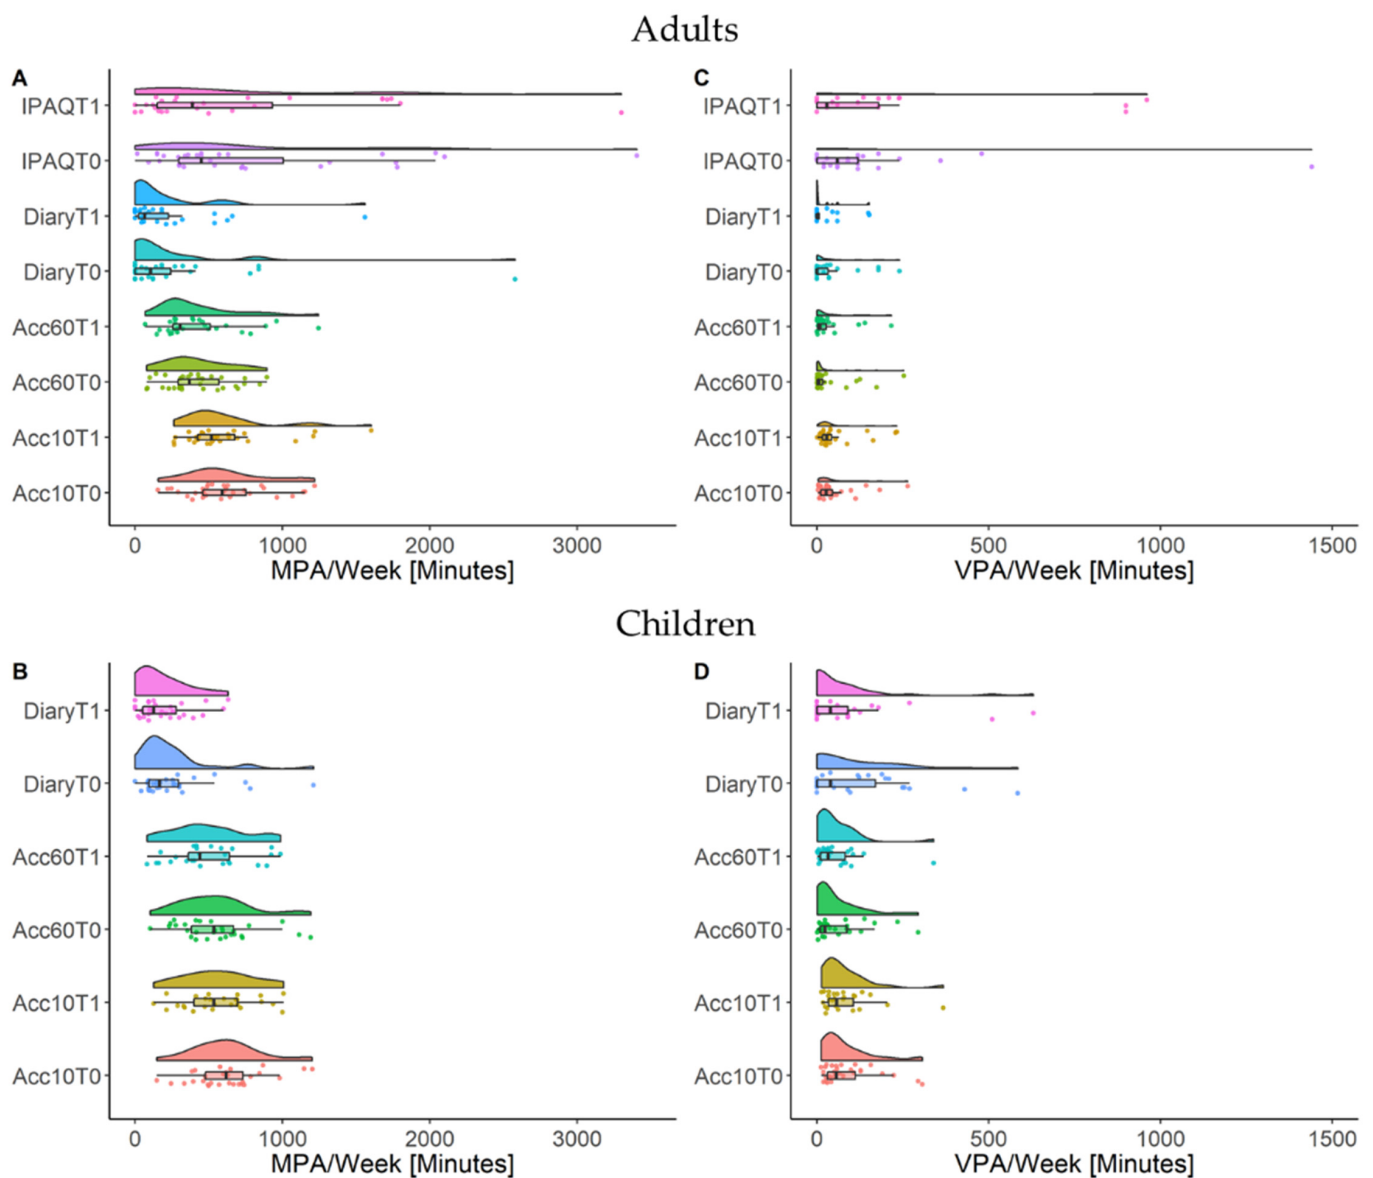 Adults
A
IPAQT1
IPAQT0
DiaryT1
DiaryT0
Acc60T1
Acc60T0
Acc10T1
Acc10T0
0 1000 2000 3000
MPA/Week [Minutes]
C
IPAQT1
IPAQT0
DiaryT1
DiaryT0
Acc60T1
Acc60T0
Acc10T1
Acc10T0
0 500 1000 1500
VPA/Week [Minutes]
Children
B
DiaryT1
DiaryT0
Acc60T1
Acc60T0
Acc10T1
Acc10T0
0 1000 2000 3000
MPA/Week [Minutes]
D
DiaryT1
DiaryT0
Acc60T1
Acc60T0
Acc10T1
Acc10T0
0 500 1000 1500
VPA/Week [Minutes]